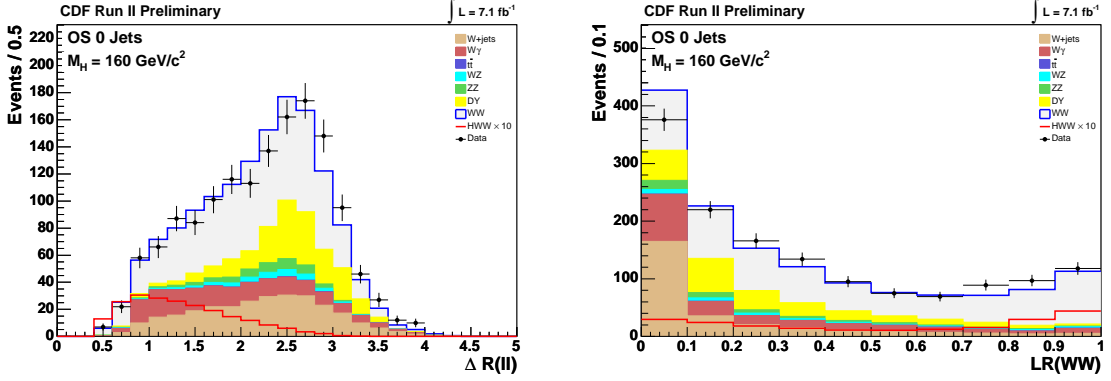 CDF Run II Preliminary
∫ L = 7.1 fb⁻¹
OS 0 Jets
M_H = 160 GeV/c²
W+jets
Wγ
tt̄
WZ
ZZ
DY
WW
HWW × 10
Data
Events / 0.5
220
200
180
160
140
120
100
80
60
40
20
0
0 0.5 1 1.5 2 2.5 3 3.5 4 4.5 5
Δ R(ll)
CDF Run II Preliminary
∫ L = 7.1 fb⁻¹
OS 0 Jets
M_H = 160 GeV/c²
W+jets
Wγ
tt̄
WZ
ZZ
DY
WW
HWW × 10
Data
Events / 0.1
500
400
300
200
100
0
0 0.1 0.2 0.3 0.4 0.5 0.6 0.7 0.8 0.9 1
LR(WW)